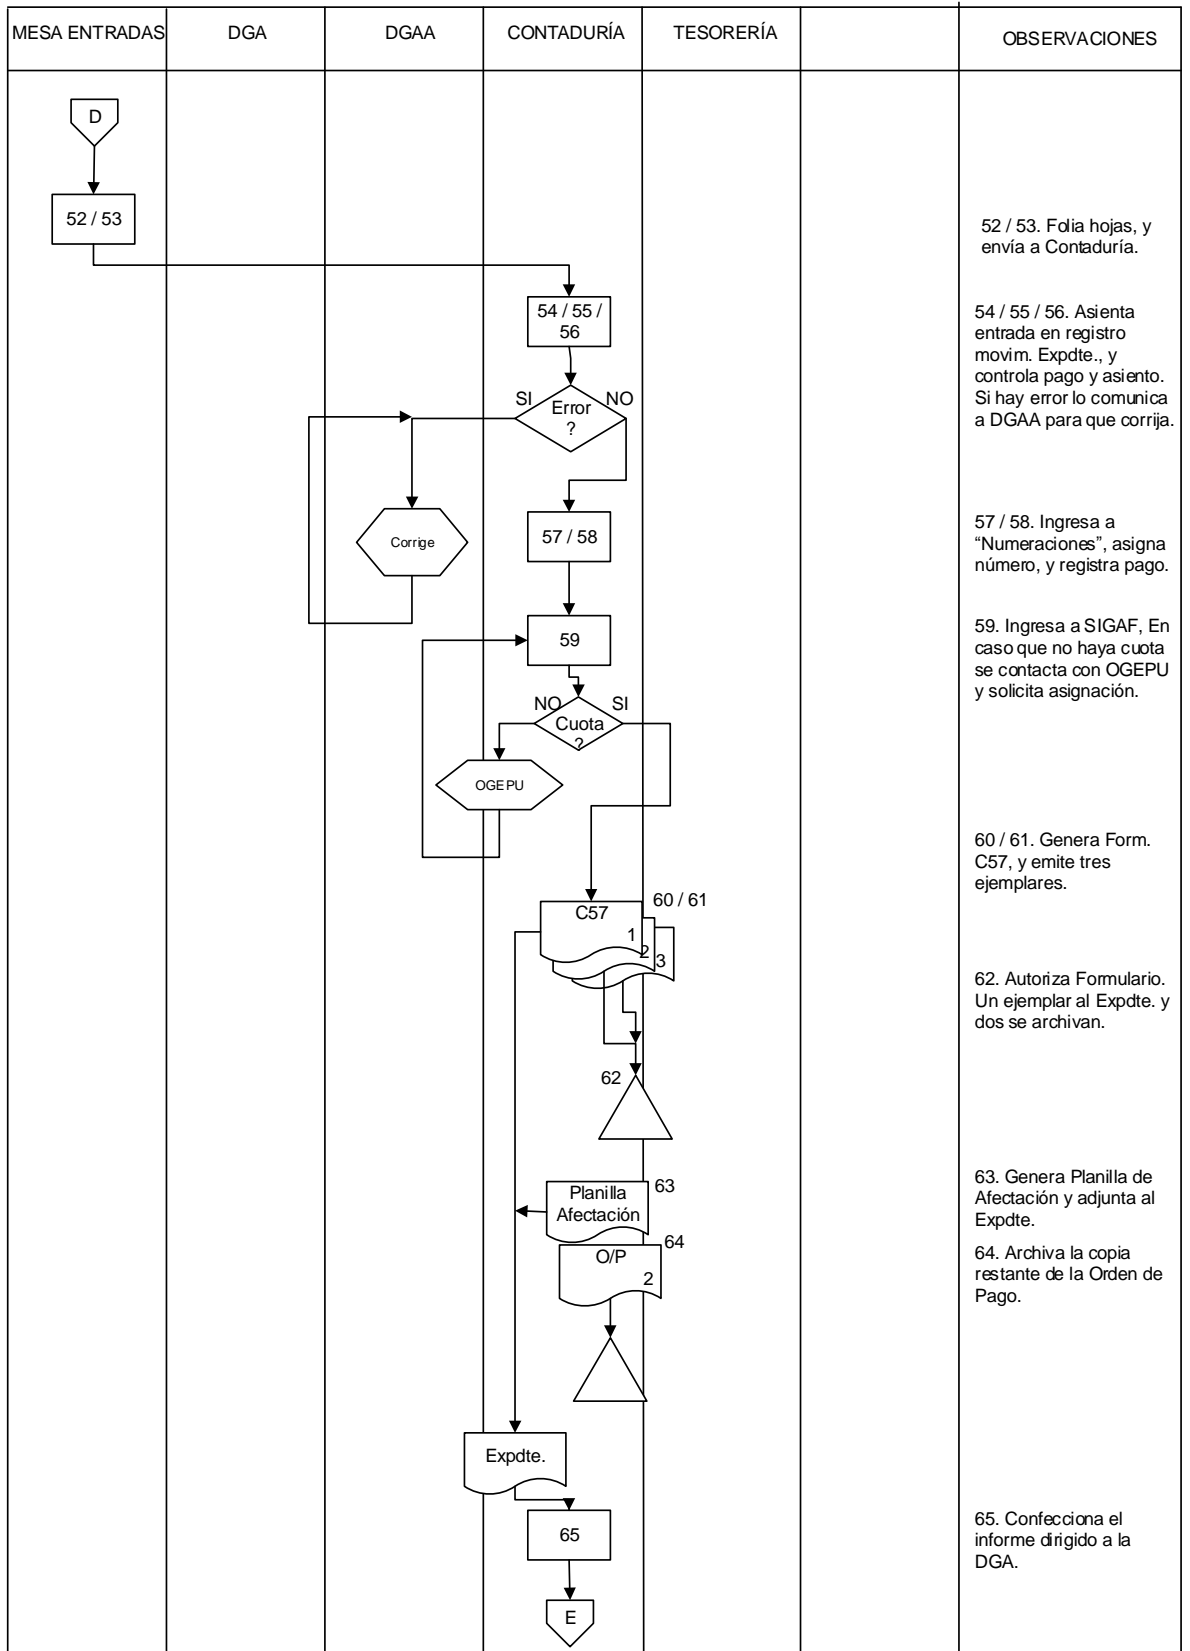 MESA ENTRADAS
DGA
DGAA
CONTADURÍA
TESORERÍA
OBSERVACIONES
D
52 / 53
52 / 53. Folia hojas, y
envía a Contaduría.
54 / 55 /
56
54 / 55 / 56. Asienta
entrada en registro
movim. Expdte., y
controla pago y asiento.
Si hay error lo comunica
a DGAA para que corrija.
SI
Error
?
NO
Corrige
57 / 58
57 / 58. Ingresa a
“Numeraciones”, asigna
número, y registra pago.
59
59. Ingresa a SIGAF, En
caso que no haya cuota
se contacta con OGEPU
y solicita asignación.
NO
Cuota
?
SI
OGEPU
60 / 61. Genera Form.
C57, y emite tres
ejemplares.
60 / 61
C57
1
2
3
62. Autoriza Formulario.
Un ejemplar al Expdte. y
dos se archivan.
62
63. Genera Planilla de
Afectación y adjunta al
Expdte.
Planilla
Afectación
63
64
O/P
2
64. Archiva la copia
restante de la Orden de
Pago.
Expdte.
65
65. Confecciona el
informe dirigido a la
DGA.
E